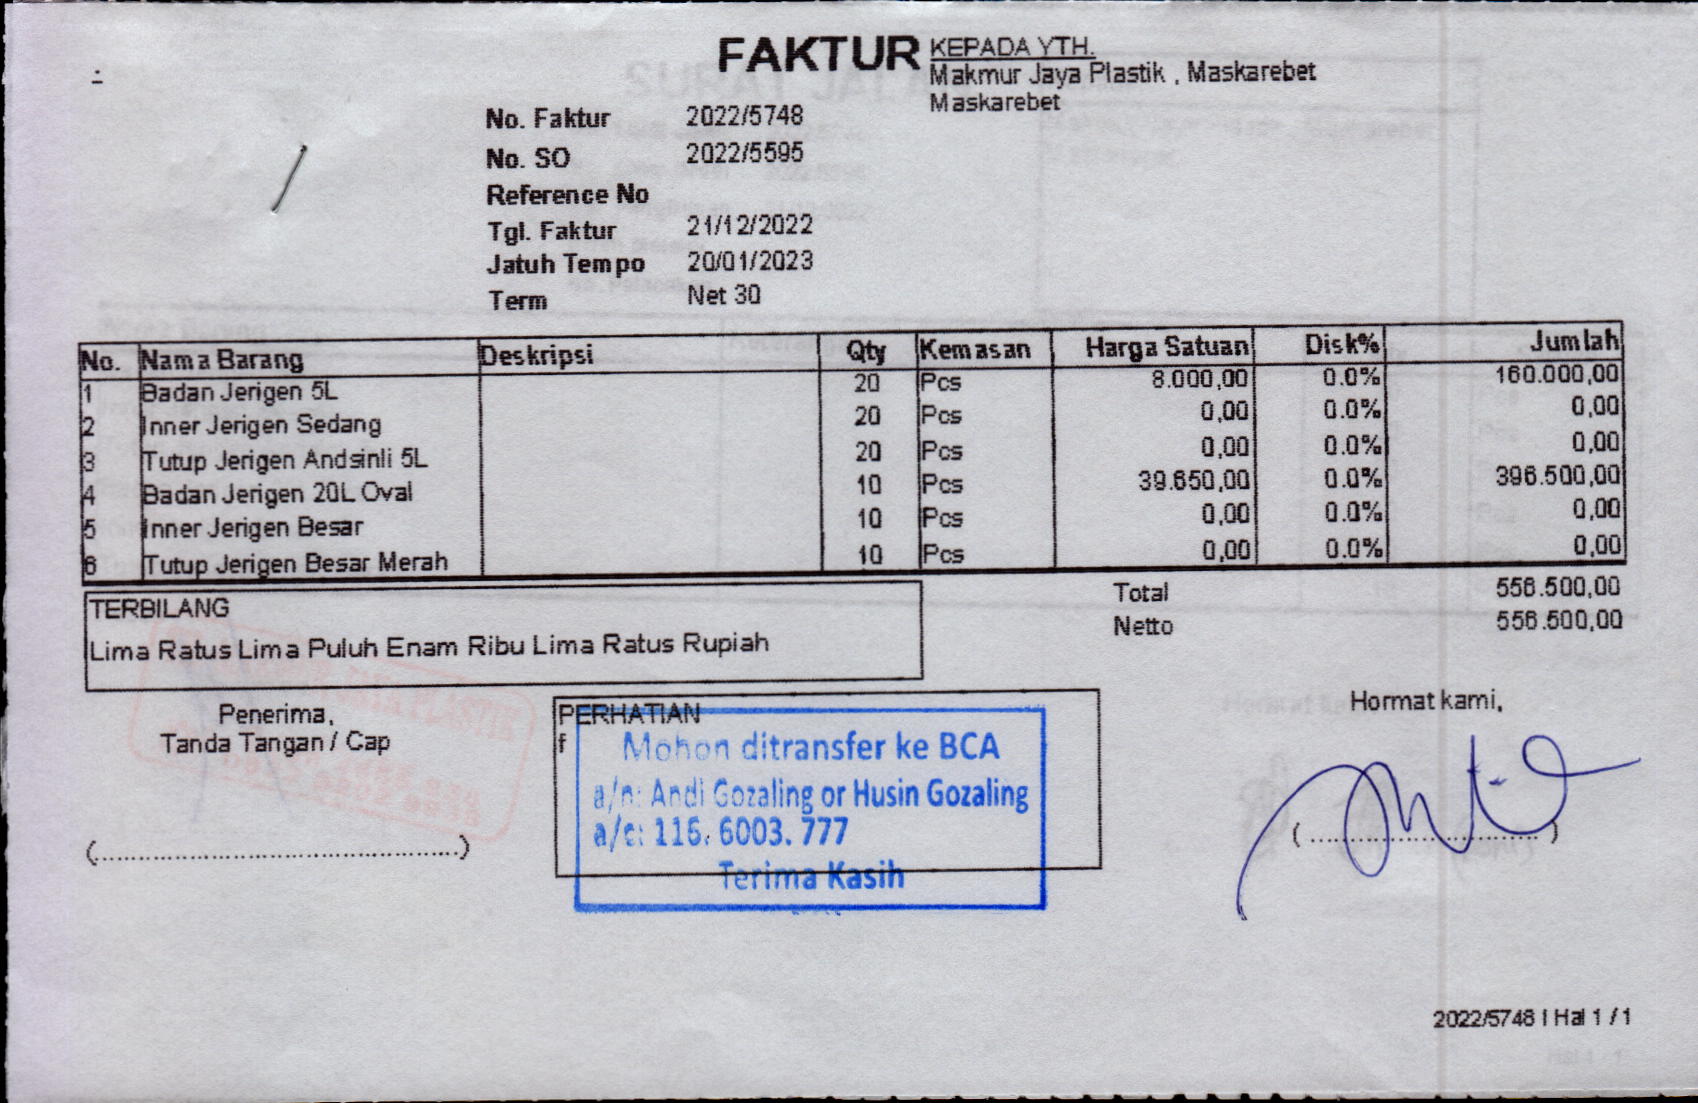 FAKTUR
KEPADA YTH.
Makmur Jaya Plastik , Maskarebet
Maskarebet
No. Faktur 2022/5748
No. SO 2022/5595
Reference No
Tgl. Faktur 21/12/2022
Jatuh Tempo 20/01/2023
Term Net 30
No. Nama Barang Deskripsi Qty Kemasan Harga Satuan Disk% Jumlah
1 Badan Jerigen 5L 20 Pcs 8.000,00 0.0% 160.000,00
2 Inner Jerigen Sedang 20 Pcs 0,00 0.0% 0,00
3 Tutup Jerigen Andsinli 5L 20 Pcs 0,00 0.0% 0,00
4 Badan Jerigen 20L Oval 10 Pcs 39.650,00 0.0% 396.500,00
5 Inner Jerigen Besar 10 Pcs 0,00 0.0% 0,00
6 Tutup Jerigen Besar Merah 10 Pcs 0,00 0.0% 0,00
Total 556.500,00
Netto 556.500,00
TERBILANG
Lima Ratus Lima Puluh Enam Ribu Lima Ratus Rupiah
Penerima,
Tanda Tangan / Cap
(...............................................)
PERHATIAN
f
Mohon ditransfer ke BCA
a/n: Andi Gozaling or Husin Gozaling
a/c: 116. 6003. 777
Terima Kasih
Hormat kami,
(...............................)
2022/5748 | Hal 1 / 1